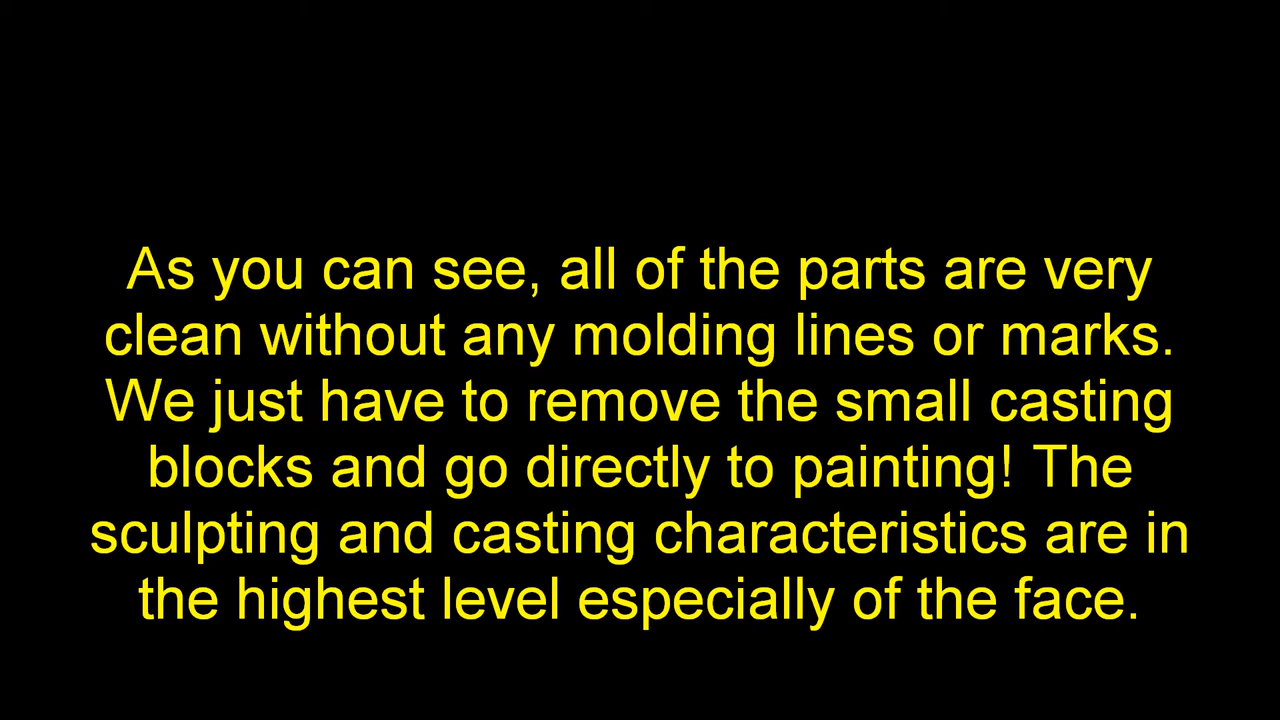 As you can see, all of the parts are very
clean without any molding lines or marks.
We just have to remove the small casting
blocks and go directly to painting! The
sculpting and casting characteristics are in
the highest level especially of the face.